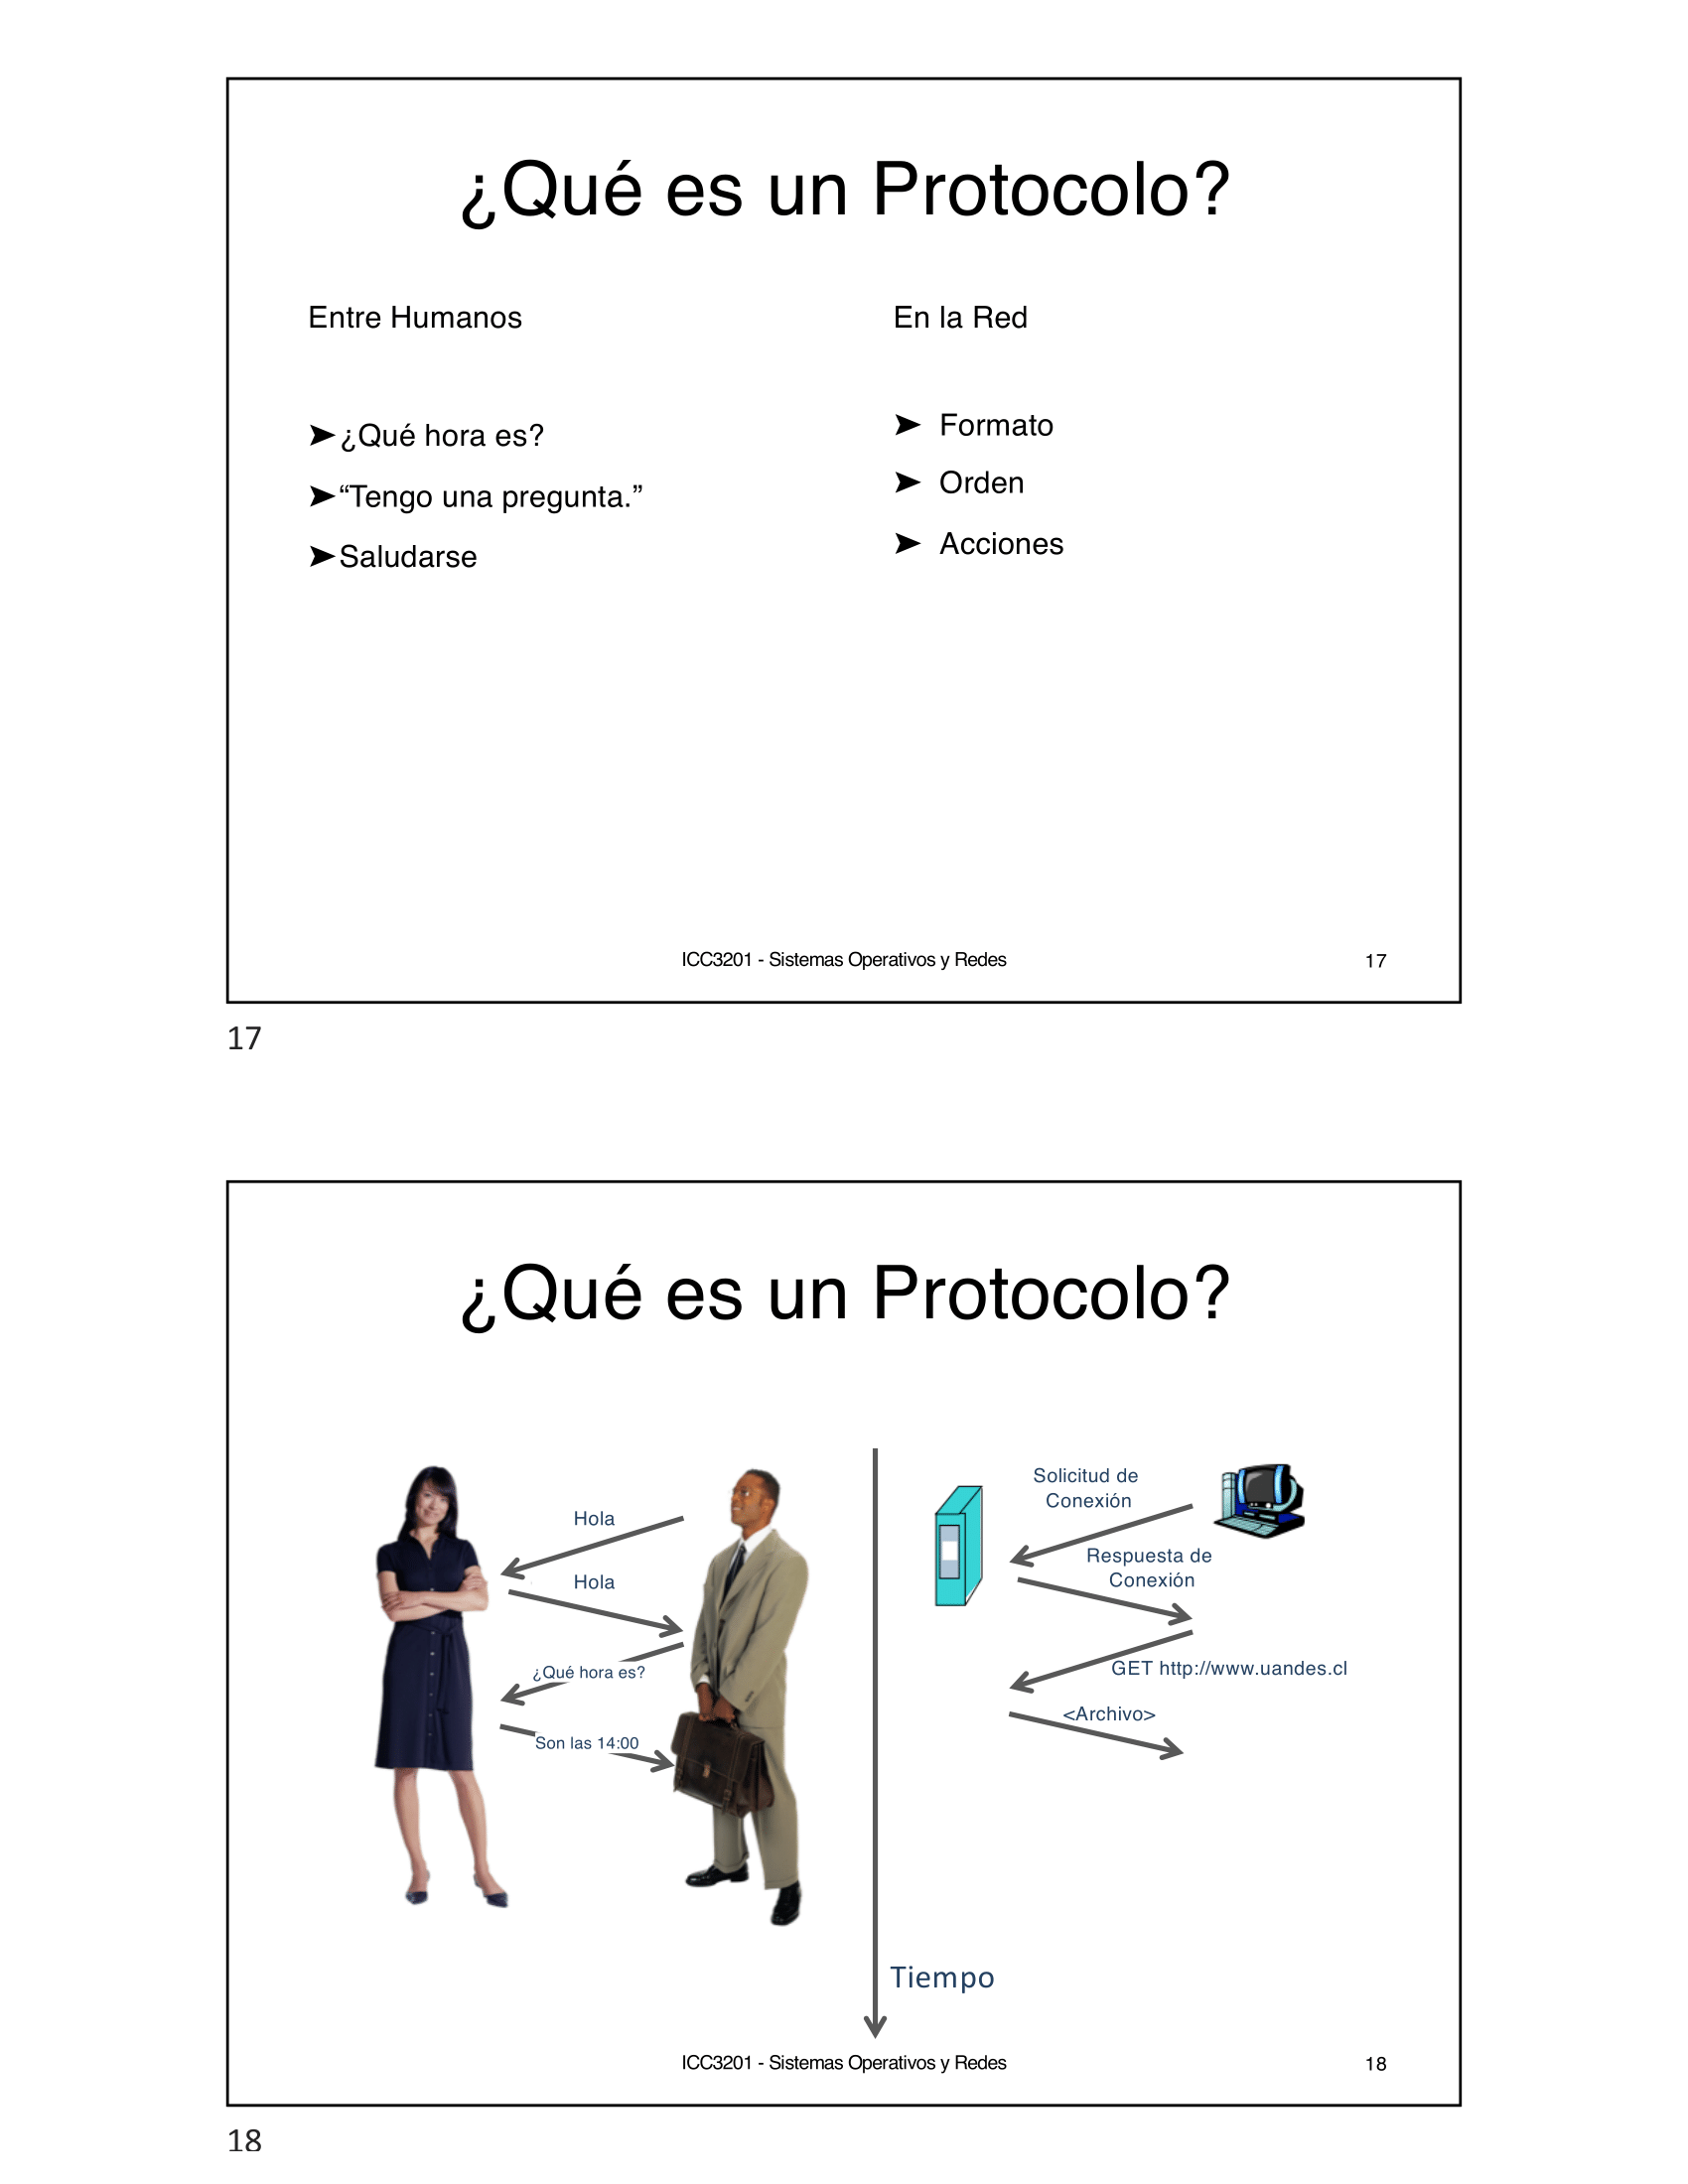 ¿Qué es un Protocolo?
Entre Humanos
➤¿Qué hora es?
➤“Tengo una pregunta.”
➤Saludarse
En la Red
➤ Formato
➤ Orden
➤ Acciones
ICC3201 - Sistemas Operativos y Redes
17
17
¿Qué es un Protocolo?
Hola
Hola
¿Qué hora es?
Son las 14:00
Solicitud de
Conexión
Respuesta de
Conexión
GET http://www.uandes.cl
<Archivo>
Tiempo
ICC3201 - Sistemas Operativos y Redes
18
18